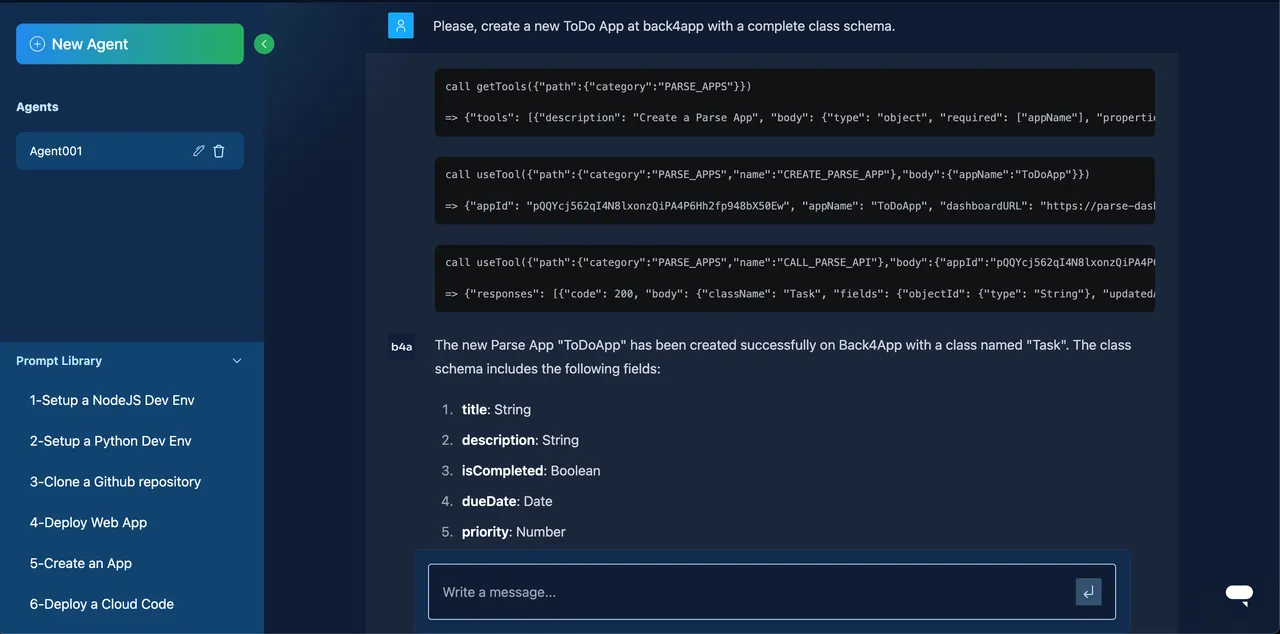 New Agent
Agents
Agent001
Prompt Library
1-Setup a NodeJS Dev Env
2-Setup a Python Dev Env
3-Clone a Github repository
4-Deploy Web App
5-Create an App
6-Deploy a Cloud Code
Please, create a new ToDo App at back4app with a complete class schema.
call getTools({"path":{"category":"PARSE_APPS"}})
=> {"tools": [{"description": "Create a Parse App", "body": {"type": "object", "required": ["appName"], "properti
call useTool({"path":{"category":"PARSE_APPS","name":"CREATE_PARSE_APP"},"body":{"appName":"ToDoApp"}})
=> {"appId": "pQQYcj562qI4N8lxonzQiPA4P6Hh2fp948bX50Ew", "appName": "ToDoApp", "dashboardURL": "https://parse-das
call useTool({"path":{"category":"PARSE_APPS","name":"CALL_PARSE_API"},"body":{"appId":"pQQYcj562qI4N8lxonzQiPA4P
=> {"responses": [{"code": 200, "body": {"className": "Task", "fields": {"objectId": {"type": "String"}, "updated
b4a
The new Parse App "ToDoApp" has been created successfully on Back4App with a class named "Task". The class
schema includes the following fields:
1. title: String
2. description: String
3. isCompleted: Boolean
4. dueDate: Date
5. priority: Number
Write a message...